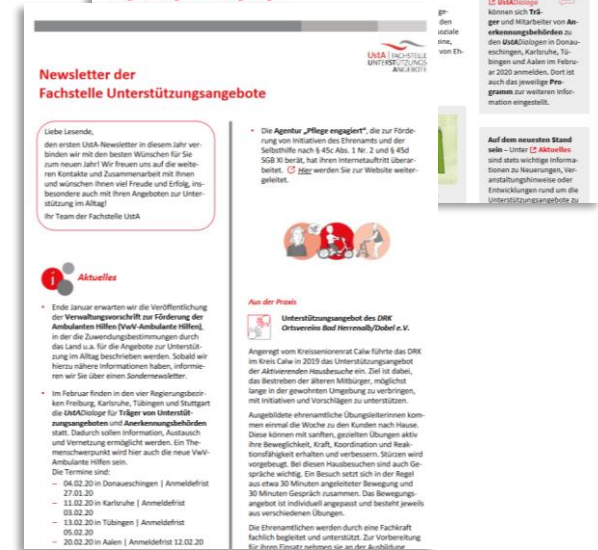 UstA | FACHSTELLE
UNTERSTÜTZUNGS
ANGEBOTE
Newsletter der
Fachstelle Unterstützungsangebote
Liebe Lesende,
den ersten UstA-Newsletter in diesem Jahr ver-
binden wir mit den besten Wünschen für Sie
zum neuen Jahr! Wir freuen uns auf die weite-
ren Kontakte und Zusammenarbeit mit Ihnen
und wünschen Ihnen viel Freude und Erfolg, ins-
besondere auch mit Ihren Angeboten zur Unter-
stützung im Alltag!
Ihr Team der Fachstelle UstA
Aktuelles
• Ende Januar erwarten wir die Veröffentlichung
der Verwaltungsvorschrift zur Förderung der
Ambulanten Hilfen (VwV-Ambulante Hilfen),
in der die Zuwendungsbestimmungen durch
das Land u.a. für die Angebote zur Unterstüt-
zung im Alltag beschrieben werden. Sobald wir
hierzu nähere Informationen haben, informie-
ren wir Sie über einen Sondernewsletter.
• Im Februar finden in den vier Regierungsbezir-
ken Freiburg, Karlsruhe, Tübingen und Stuttgart
die UstADialoge für Träger von Unterstüt-
zungsangeboten und Anerkennungsbehörden
statt. Dadurch sollen Information, Austausch
und Vernetzung ermöglicht werden. Ein The-
menschwerpunkt wird hier auch die neue VwV-
Ambulante Hilfen sein.
Die Termine sind:
– 04.02.20 in Donaueschingen | Anmeldefrist
27.01.20
– 11.02.20 in Karlsruhe | Anmeldefrist
03.02.20
– 13.02.20 in Tübingen | Anmeldefrist
05.02.20
– 20.02.20 in Aalen | Anmeldefrist 12.02.20
• Die Agentur „Pflege engagiert“, die zur Förde-
rung von Initiativen des Ehrenamts und der
Selbsthilfe nach § 45c Abs. 1 Nr. 2 und § 45d
SGB XI berät, hat ihren Internetauftritt überar-
beitet. Hier werden Sie zur Website weiter-
geleitet.
Aus der Praxis
Unterstützungsangebot des DRK
Ortsvereins Bad Herrenalb/Dobel e.V.
Angeregt vom Kreisseniorenrat Calw führte das DRK
im Kreis Calw in 2019 das Unterstützungsangebot
der Aktivierenden Hausbesuche ein. Ziel ist dabei,
das Bestreben der älteren Mitbürger, möglichst
lange in der gewohnten Umgebung zu verbringen,
mit Initiativen und Vorschlägen zu unterstützen.
Ausgebildete ehrenamtliche Übungsleiterinnen kom-
men einmal die Woche zu den Kunden nach Hause.
Diese können mit sanften, gezielten Übungen aktiv
ihre Beweglichkeit, Kraft, Koordination und Reak-
tionsfähigkeit erhalten und verbessern. Stürzen wird
vorgebeugt. Bei diesen Hausbesuchen sind auch Ge-
spräche wichtig. Ein Besuch setzt sich in der Regel
aus etwa 30 Minuten angeleiteter Bewegung und
30 Minuten Gespräch zusammen. Das Bewegungs-
angebot ist individuell angepasst und besteht jeweils
aus verschiedenen Übungen.
Die Ehrenamtlichen werden durch eine Fachkraft
fachlich begleitet und unterstützt. Zur Vorbereitung
für ihren Einsatz nehmen sie an der Ausbildung
ge-
den
soziale
eine,
von Eh-
UstADialoge
können sich Trä-
ger und Mitarbeiter von An-
erkennungsbehörden zu
den UstADialogen in Donau-
eschingen, Karlsruhe, Tü-
bingen und Aalen im Febru-
ar 2020 anmelden. Dort ist
auch das jeweilige Pro-
gramm zur weiteren Infor-
mation eingestellt.
Auf dem neuesten Stand
sein – Unter Aktuelles
sind stets wichtige Informa-
tionen zu Neuerungen, Ver-
anstaltungshinweise oder
Entwicklungen rund um die
Unterstützungsangebote zu